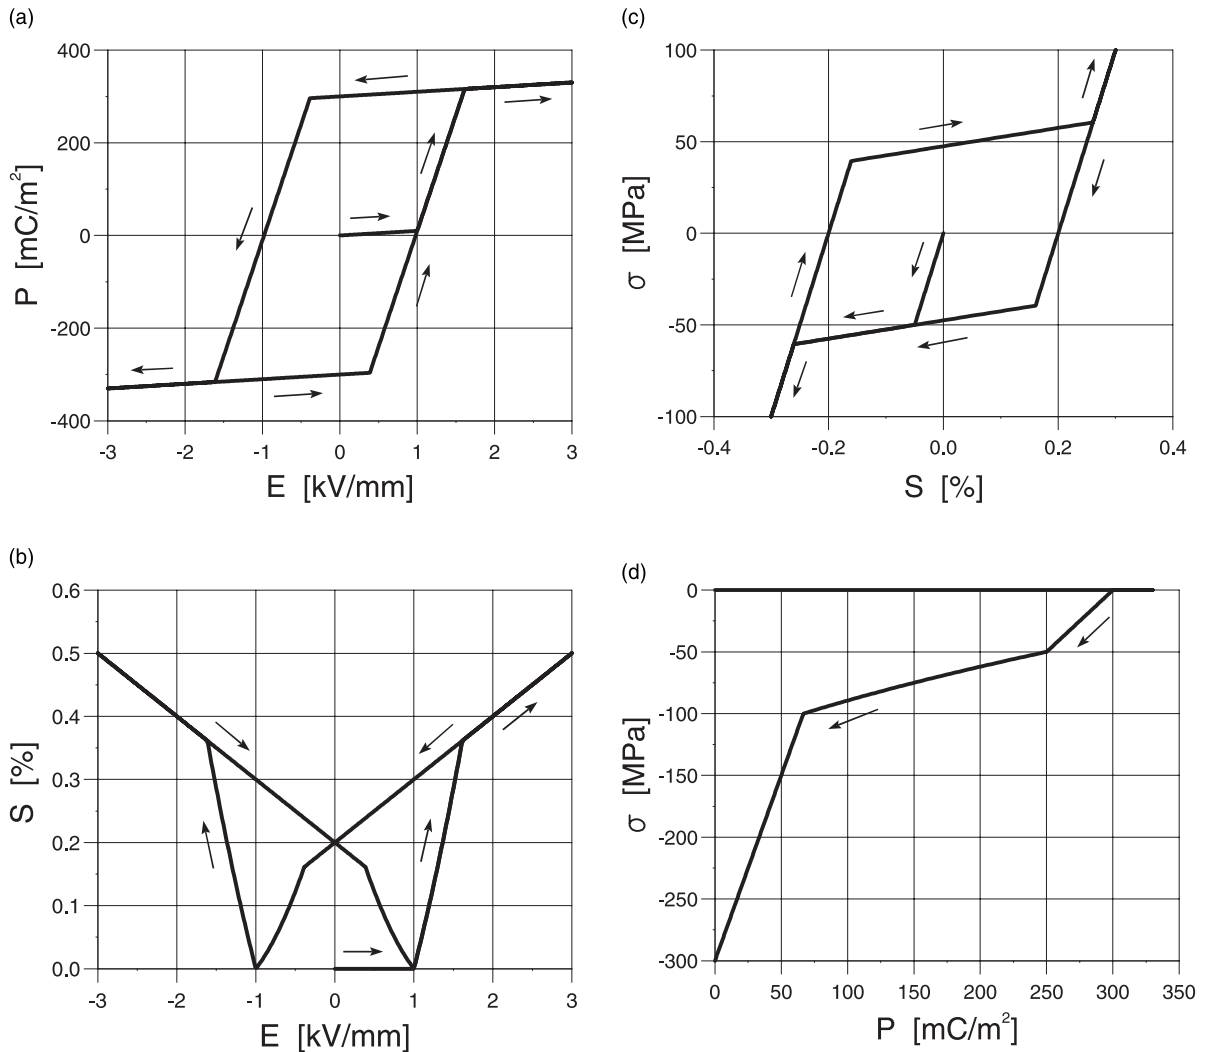 (a)
400
200
0
-200
-400
P [mC/m²]
-3 -2 -1 0 1 2 3
E [kV/mm]
(c)
100
50
0
-50
-100
σ [MPa]
-0.4 -0.2 0.0 0.2 0.4
S [%]
(b)
0.6
0.5
0.4
0.3
0.2
0.1
0.0
S [%]
-3 -2 -1 0 1 2 3
E [kV/mm]
(d)
0
-50
-100
-150
-200
-250
-300
σ [MPa]
0 50 100 150 200 250 300 350
P [mC/m²]